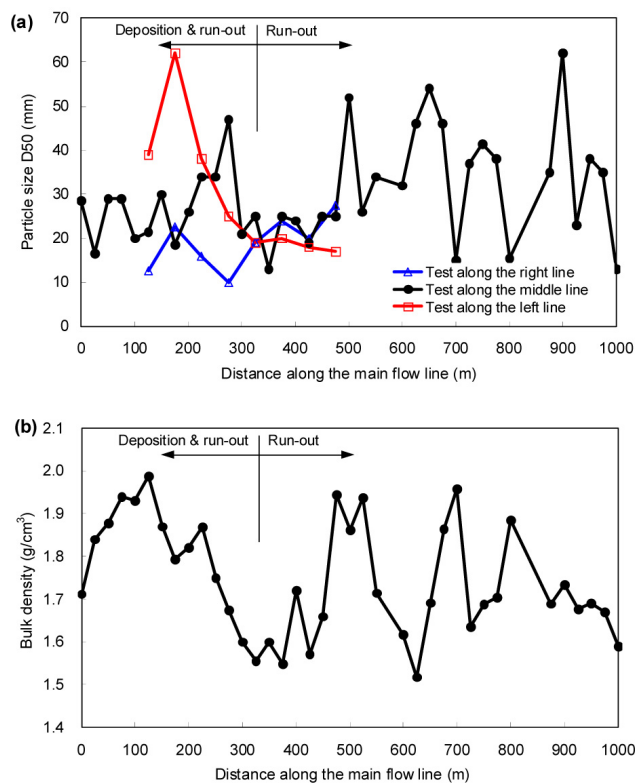 (a)
Deposition & run-out Run-out
Particle size D50 (mm)
70
60
50
40
30
20
10
0
Test along the right line
Test along the middle line
Test along the left line
0 100 200 300 400 500 600 700 800 900 1000
Distance along the main flow line (m)
(b)
Deposition & run-out Run-out
Bulk density (g/cm³)
2.1
2.0
1.9
1.8
1.7
1.6
1.5
1.4
0 100 200 300 400 500 600 700 800 900 1000
Distance along the main flow line (m)